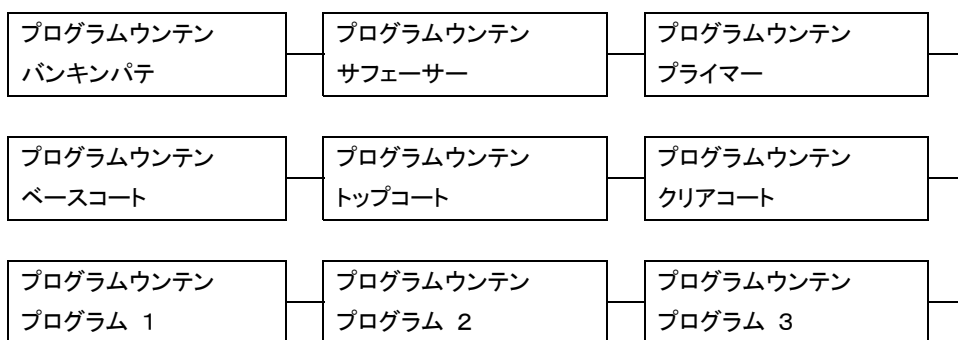 プログラムウンテン
バンキンパテ
プログラムウンテン
サフェーサー
プログラムウンテン
プライマー
プログラムウンテン
ベースコート
プログラムウンテン
トップコート
プログラムウンテン
クリアコート
プログラムウンテン
プログラム 1
プログラムウンテン
プログラム 2
プログラムウンテン
プログラム 3